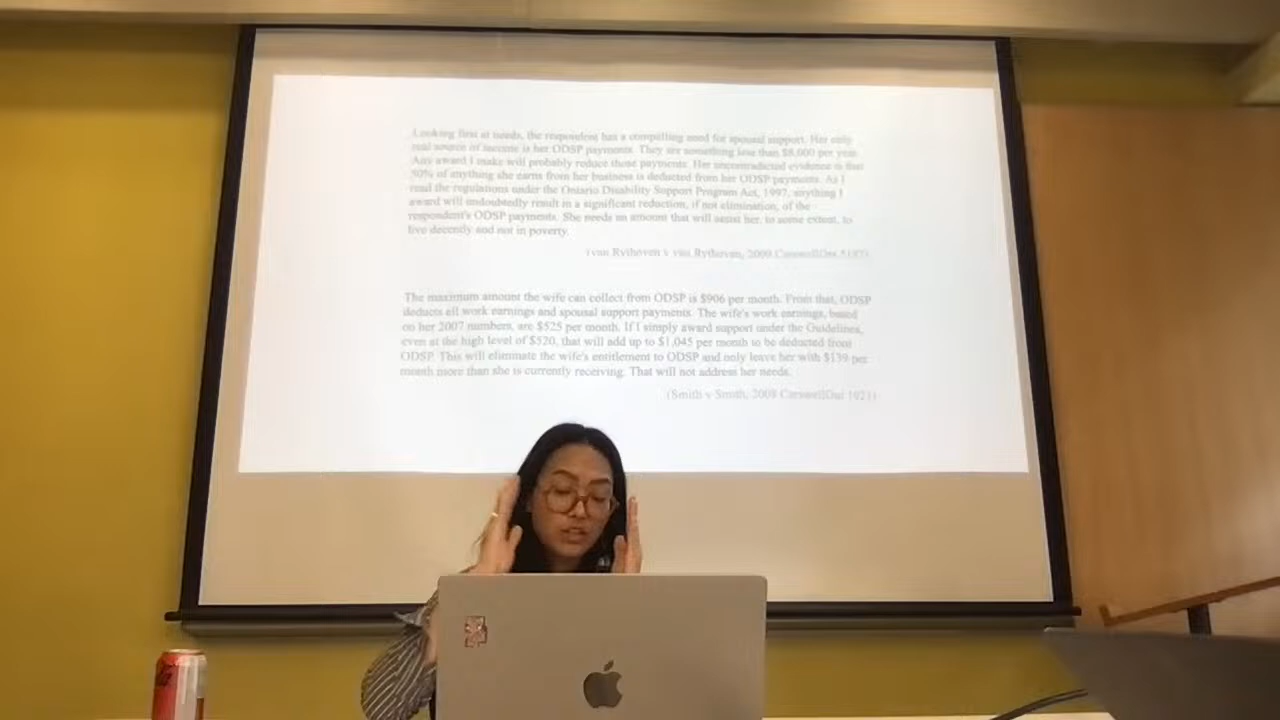 Looking first at needs, the respondent has a compelling need for spousal support. Her only
real source of income is her ODSP payments. They are something less than $8,000 per year.
Any award I make will probably reduce those payments. Her uncontradicted evidence is that
50% of anything she earns from her business is deducted from her ODSP payments. As I
read the regulations under the Ontario Disability Support Program Act, 1997, anything I
award will undoubtedly result in a significant reduction, if not elimination, of the
respondent's ODSP payments. She needs an amount that will assist her, to some extent, to
live decently and not in poverty.
(van Rythoven v van Rythoven, 2009 CarswellOnt
The maximum amount the wife can collect from ODSP is $906 per month. From that, ODSP
deducts all work earnings and spousal support payments. The wife's work earnings, based
on her 2007 numbers, are $525 per month. If I simply award support under the Guidelines,
even at the high level of $520, that will add up to $1,045 per month to be deducted from
ODSP. This will eliminate the wife's entitlement to ODSP and only leave her with $139 per
month more than she is currently receiving. That will not address her needs.
(Smith v Smith, 2008 CarswellOnt